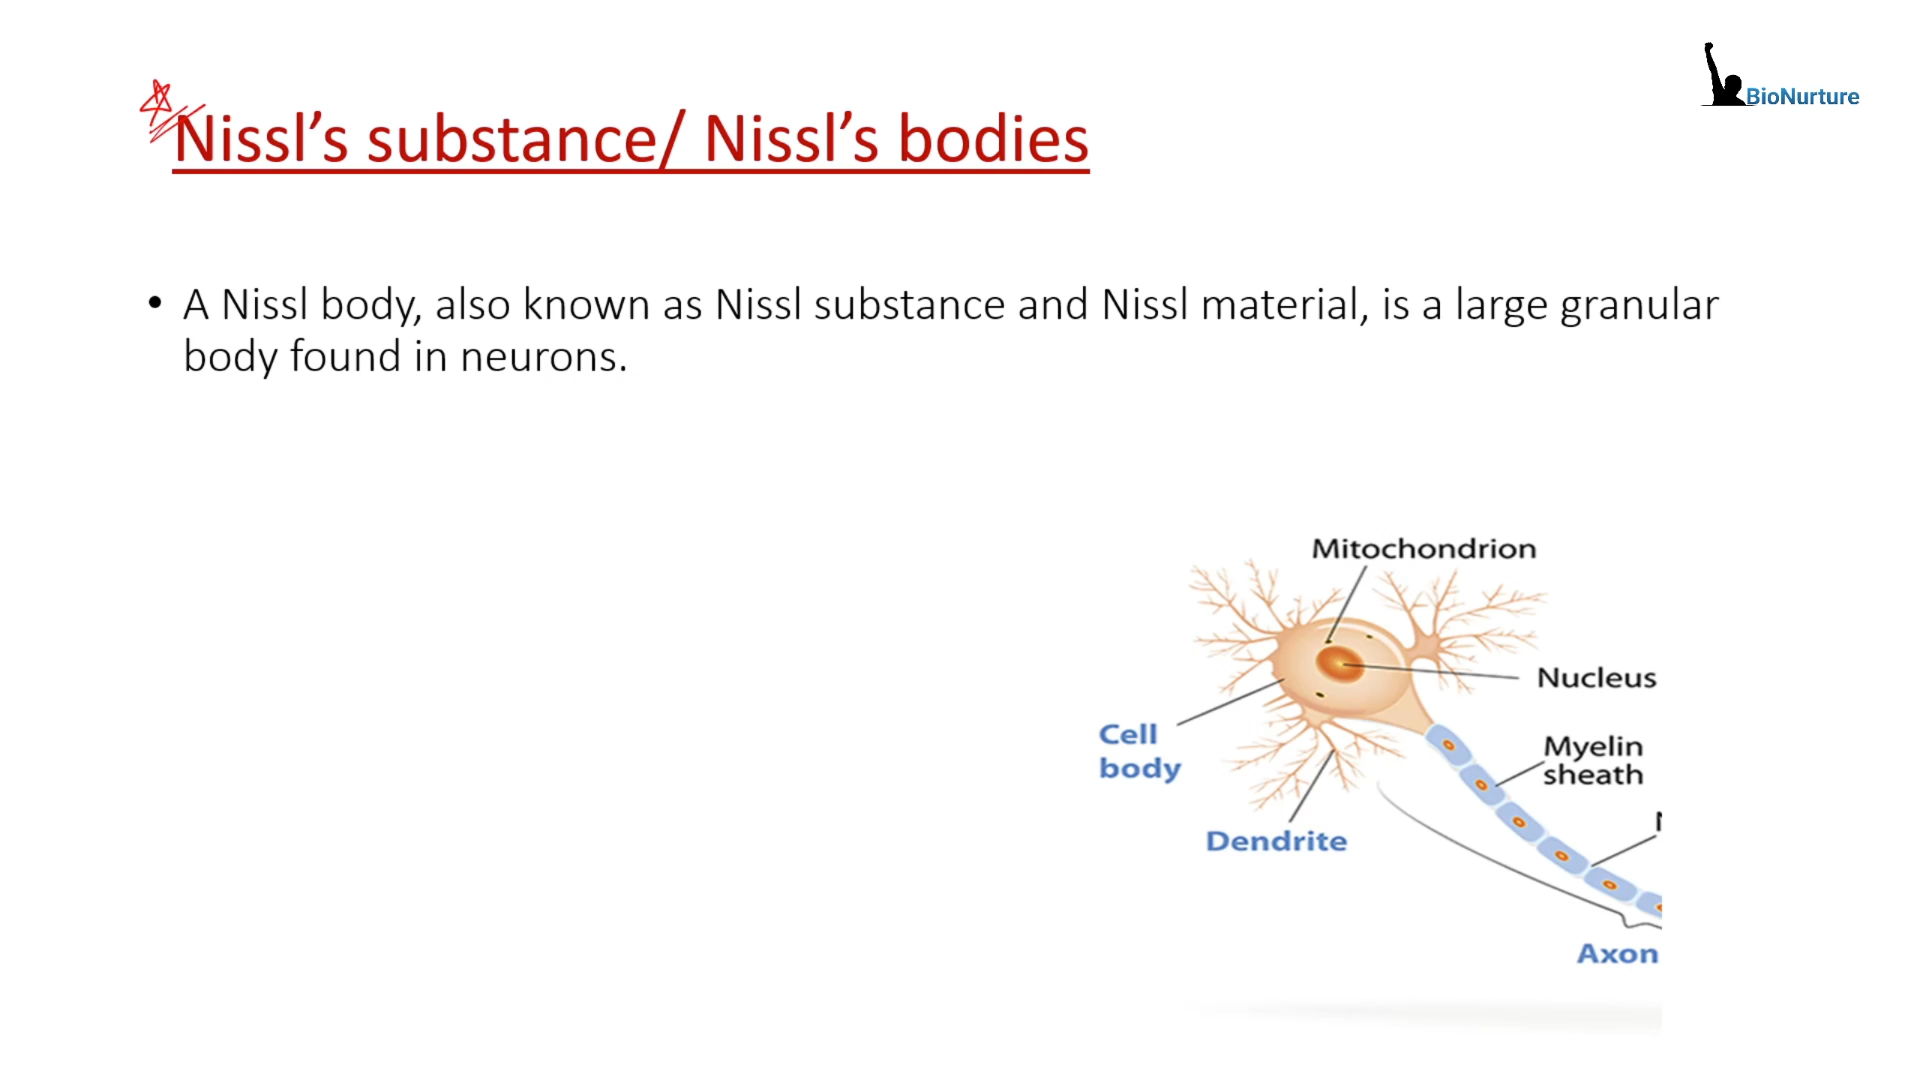 BioNurture
Nissl’s substance/ Nissl’s bodies
• A Nissl body, also known as Nissl substance and Nissl material, is a large granular
body found in neurons.
Mitochondrion
Nucleus
Cell
body
Myelin
sheath
Dendrite
Axon